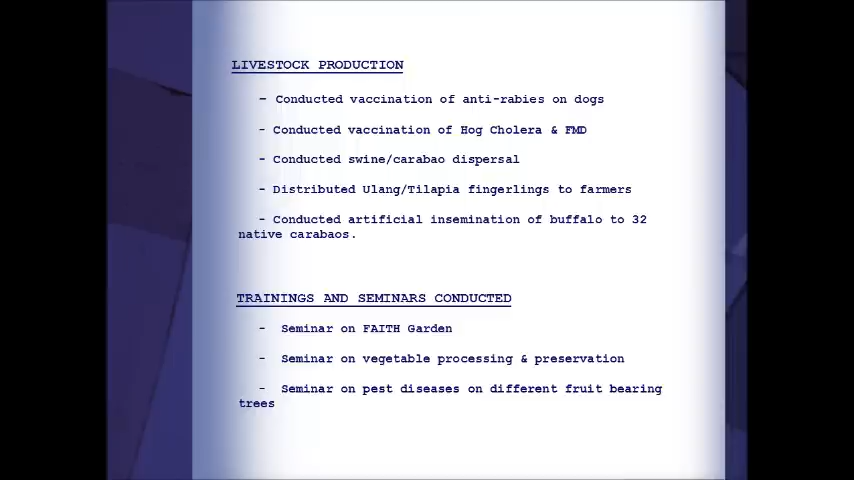 LIVESTOCK PRODUCTION
- Conducted vaccination of anti-rabies on dogs
- Conducted vaccination of Hog Cholera & FMD
- Conducted swine/carabao dispersal
- Distributed Ulang/Tilapia fingerlings to farmers
- Conducted artificial insemination of buffalo to 32
native carabaos.
TRAININGS AND SEMINARS CONDUCTED
- Seminar on FAITH Garden
- Seminar on vegetable processing & preservation
- Seminar on pest diseases on different fruit bearing
trees